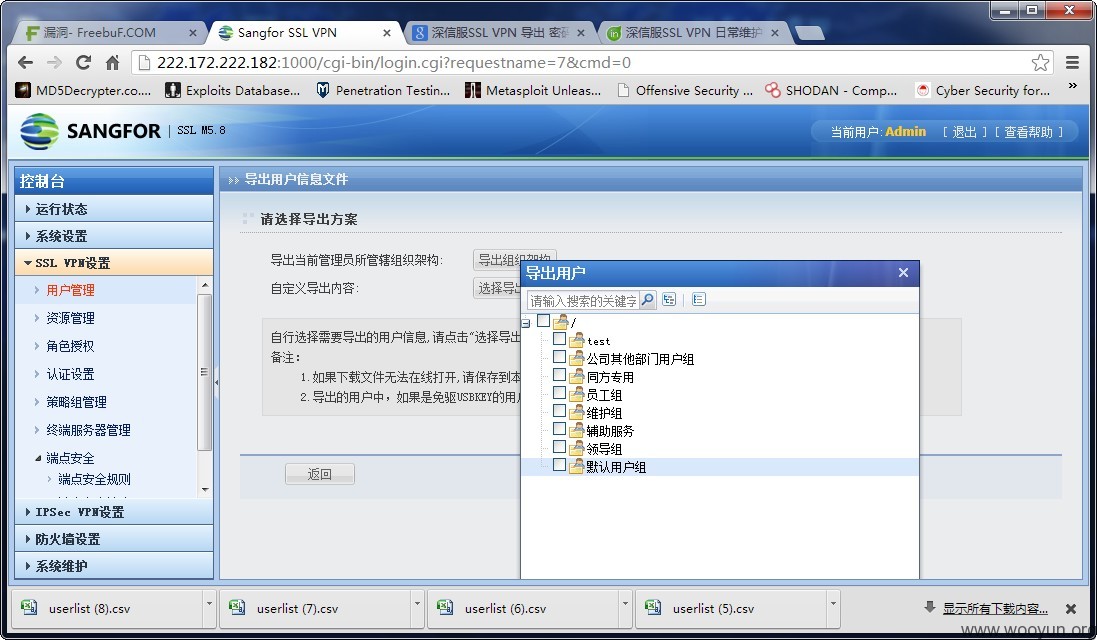 漏洞- FreebuF.COM
Sangfor SSL VPN
深信服SSL VPN 导出 密
深信服SSL VPN 日常维护
222.172.222.182:1000/cgi-bin/login.cgi?requestname=7&cmd=0
MD5Decrypter.co....
Exploits Database...
Penetration Testin...
Metasploit Unleas...
Offensive Security ...
SHODAN - Comp...
Cyber Security for...
SANGFOR
SSL M5.8
当前用户:Admin [ 退出 ] [ 查看帮助 ]
控制台
运行状态
系统设置
SSL VPN设置
用户管理
资源管理
角色授权
认证设置
策略组管理
终端服务器管理
端点安全
端点安全规则
IPSec VPN设置
防火墙设置
系统维护
导出用户信息文件
请选择导出方案
导出当前管理员所管辖组织架构:
导出组织架构
自定义导出内容:
选择导出
自行选择需要导出的用户信息,请点击“选择导出
备注:
1.如果下载文件无法在线打开,请保存到本
2.导出的用户中，如果是免驱USBKEY的用户
返回
导出用户
请输入搜索的关键字
/
test
公司其他部门用户组
同方专用
员工组
维护组
辅助服务
领导组
默认用户组
userlist (8).csv
userlist (7).csv
userlist (6).csv
userlist (5).csv
显示所有下载内容...
www.wooyun.org